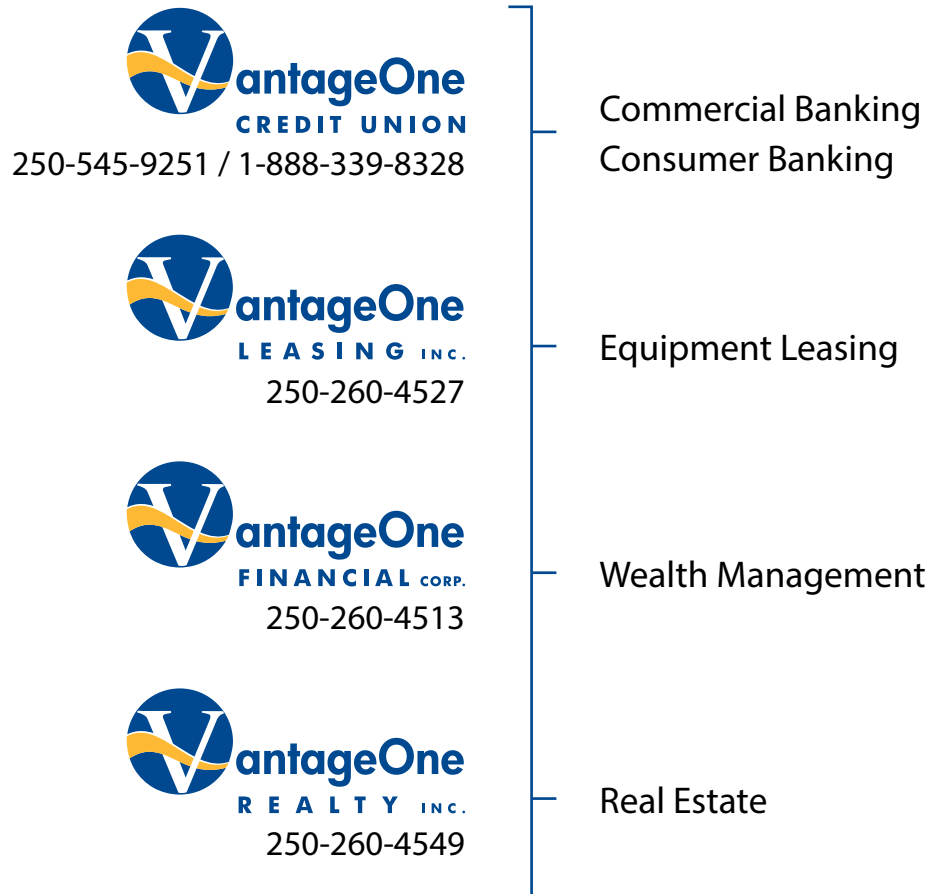 VantageOne
CREDIT UNION
250-545-9251 / 1-888-339-8328
Commercial Banking
Consumer Banking
VantageOne
LEASING INC.
250-260-4527
Equipment Leasing
VantageOne
FINANCIAL CORP.
250-260-4513
Wealth Management
VantageOne
REALTY INC.
250-260-4549
Real Estate